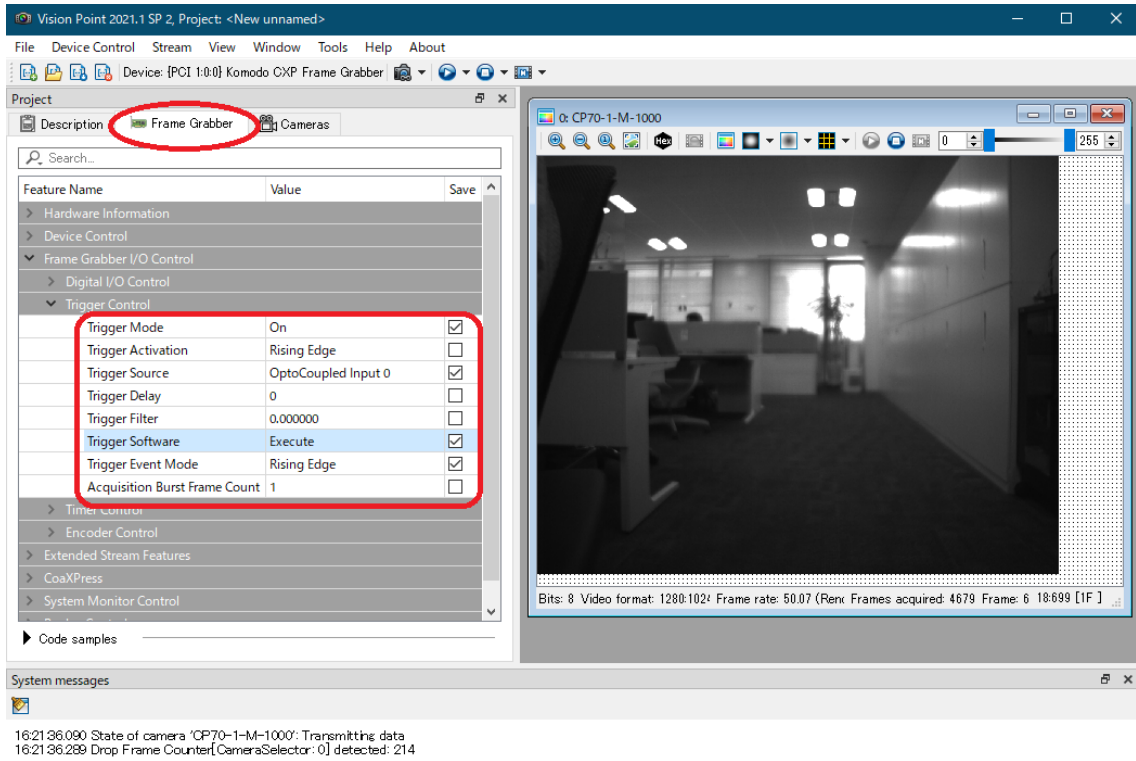 Vision Point 2021.1 SP 2, Project: <New unnamed>
File Device Control Stream View Window Tools Help About
Device: {PCI 1:0:0} Komodo CXP Frame Grabber
Project
Description Frame Grabber Cameras
Search...
Feature Name Value Save
Hardware Information
Device Control
Frame Grabber I/O Control
Digital I/O Control
Trigger Control
Trigger Mode On
Trigger Activation Rising Edge
Trigger Source OptoCoupled Input 0
Trigger Delay 0
Trigger Filter 0.000000
Trigger Software Execute
Trigger Event Mode Rising Edge
Acquisition Burst Frame Count 1
Timer Control
Encoder Control
Extended Stream Features
CoaXPress
System Monitor Control
Code samples
0: CP70-1-M-1000
Hex 0 255
Bits: 8 Video format: 1280:102 Frame rate: 50.07 (Ren Frames acquired: 4679 Frame: 6 18:699 [1F ]
System messages
16:21:36.090 State of camera 'CP70-1-M-1000': Transmitting data
16:21:36.289 Drop Frame Counter[CameraSelector: 0] detected: 214